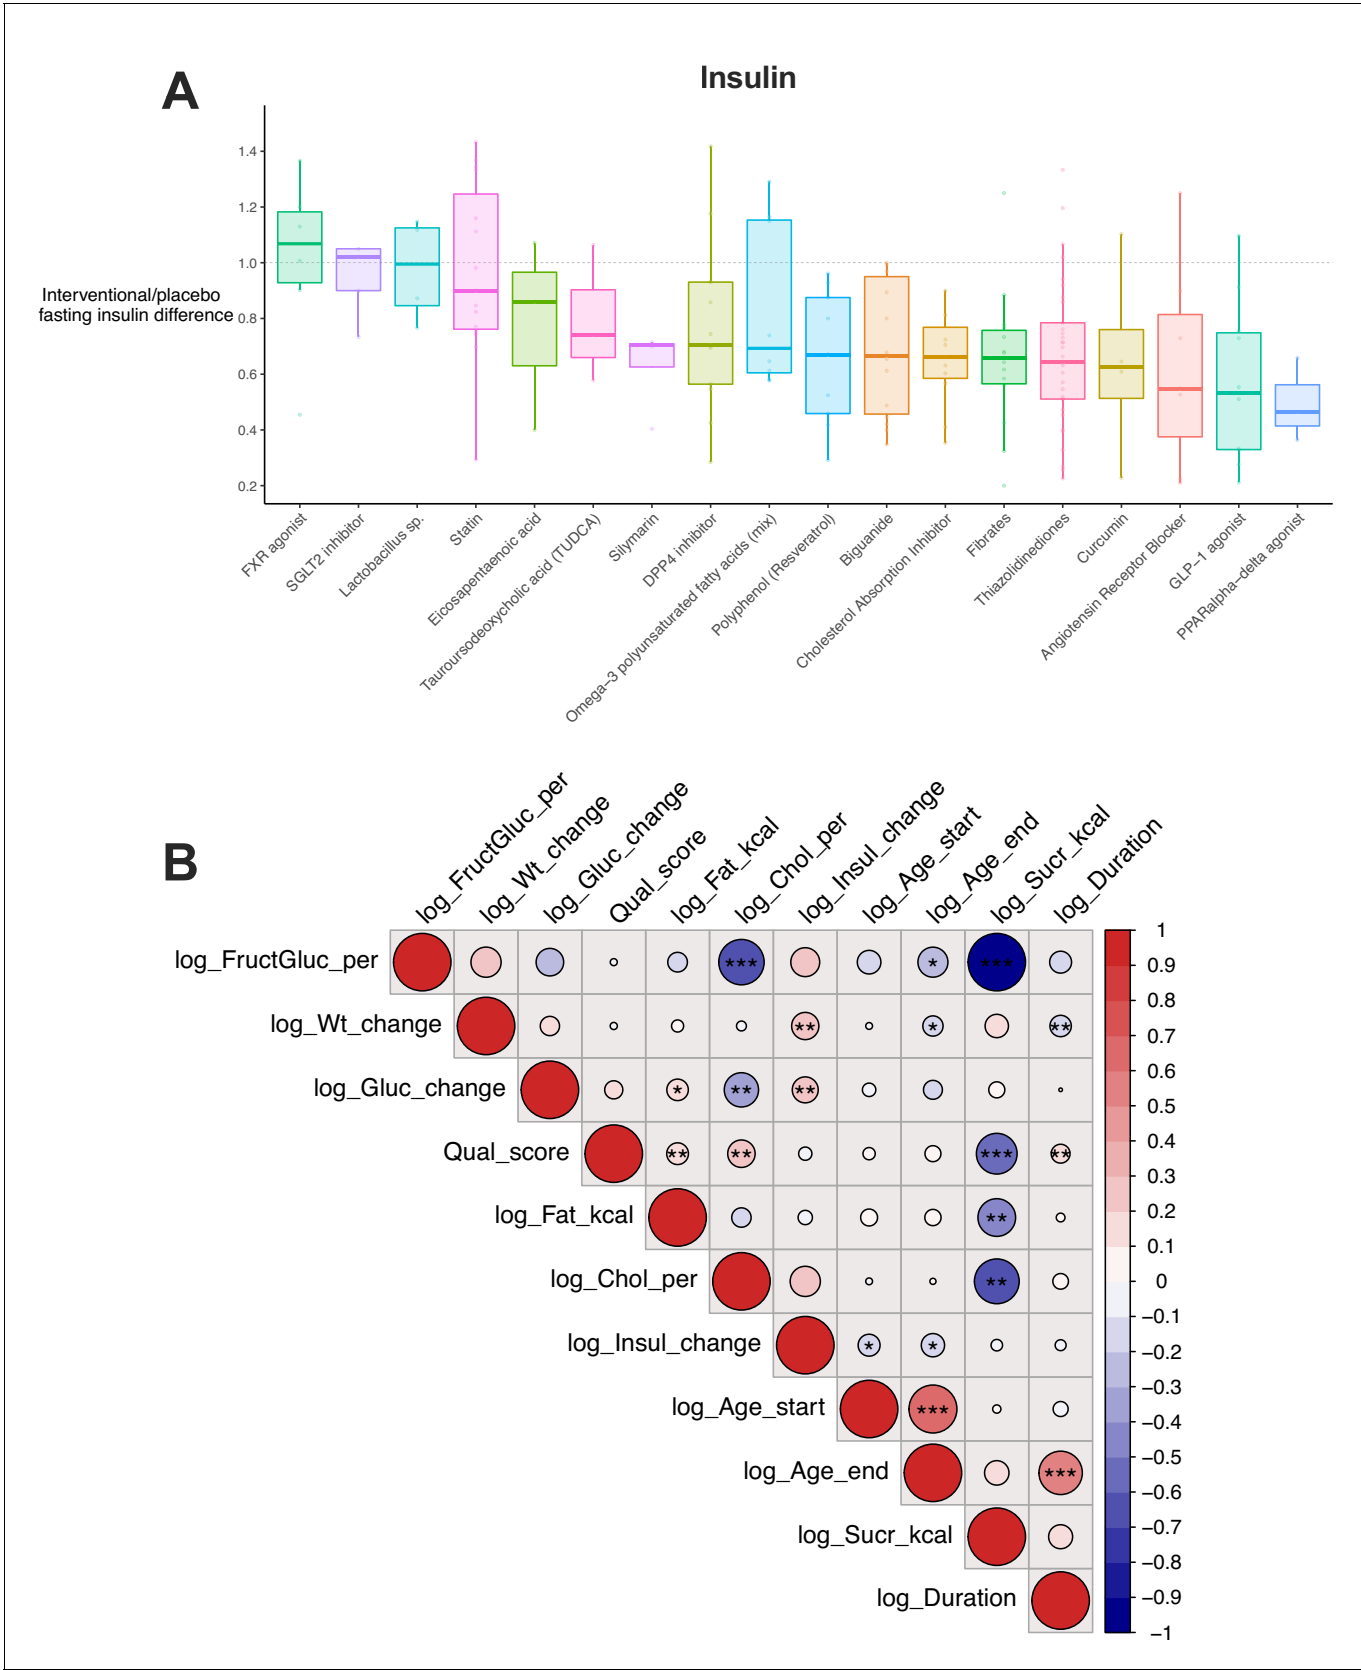 A
Insulin
1.4
1.2
1.0
0.8
0.6
0.4
0.2
Interventional/placebo
fasting insulin difference
FXR agonist
SGLT2 inhibitor
Lactobacillus sp.
Statin
Eicosapentaenoic acid
Tauroursodeoxycholic acid (TUDCA)
Silymarin
DPP4 inhibitor
Omega−3 polyunsaturated fatty acids (mix)
Polyphenol (Resveratrol)
Biguanide
Cholesterol Absorption Inhibitor
Fibrates
Thiazolidinediones
Curcumin
Angiotensin Receptor Blocker
GLP−1 agonist
PPARalpha−delta agonist
B
log_FructGluc_per
log_Wt_change
log_Gluc_change
Qual_score
log_Fat_kcal
log_Chol_per
log_Insul_change
log_Age_start
log_Age_end
log_Sucr_kcal
log_Duration
log_FructGluc_per *** * ***
log_Wt_change ** * **
log_Gluc_change * ** **
Qual_score ** ** *** **
log_Fat_kcal **
log_Chol_per **
log_Insul_change * *
log_Age_start ***
log_Age_end ***
log_Sucr_kcal
log_Duration
1
0.9
0.8
0.7
0.6
0.5
0.4
0.3
0.2
0.1
0
−0.1
−0.2
−0.3
−0.4
−0.5
−0.6
−0.7
−0.8
−0.9
−1